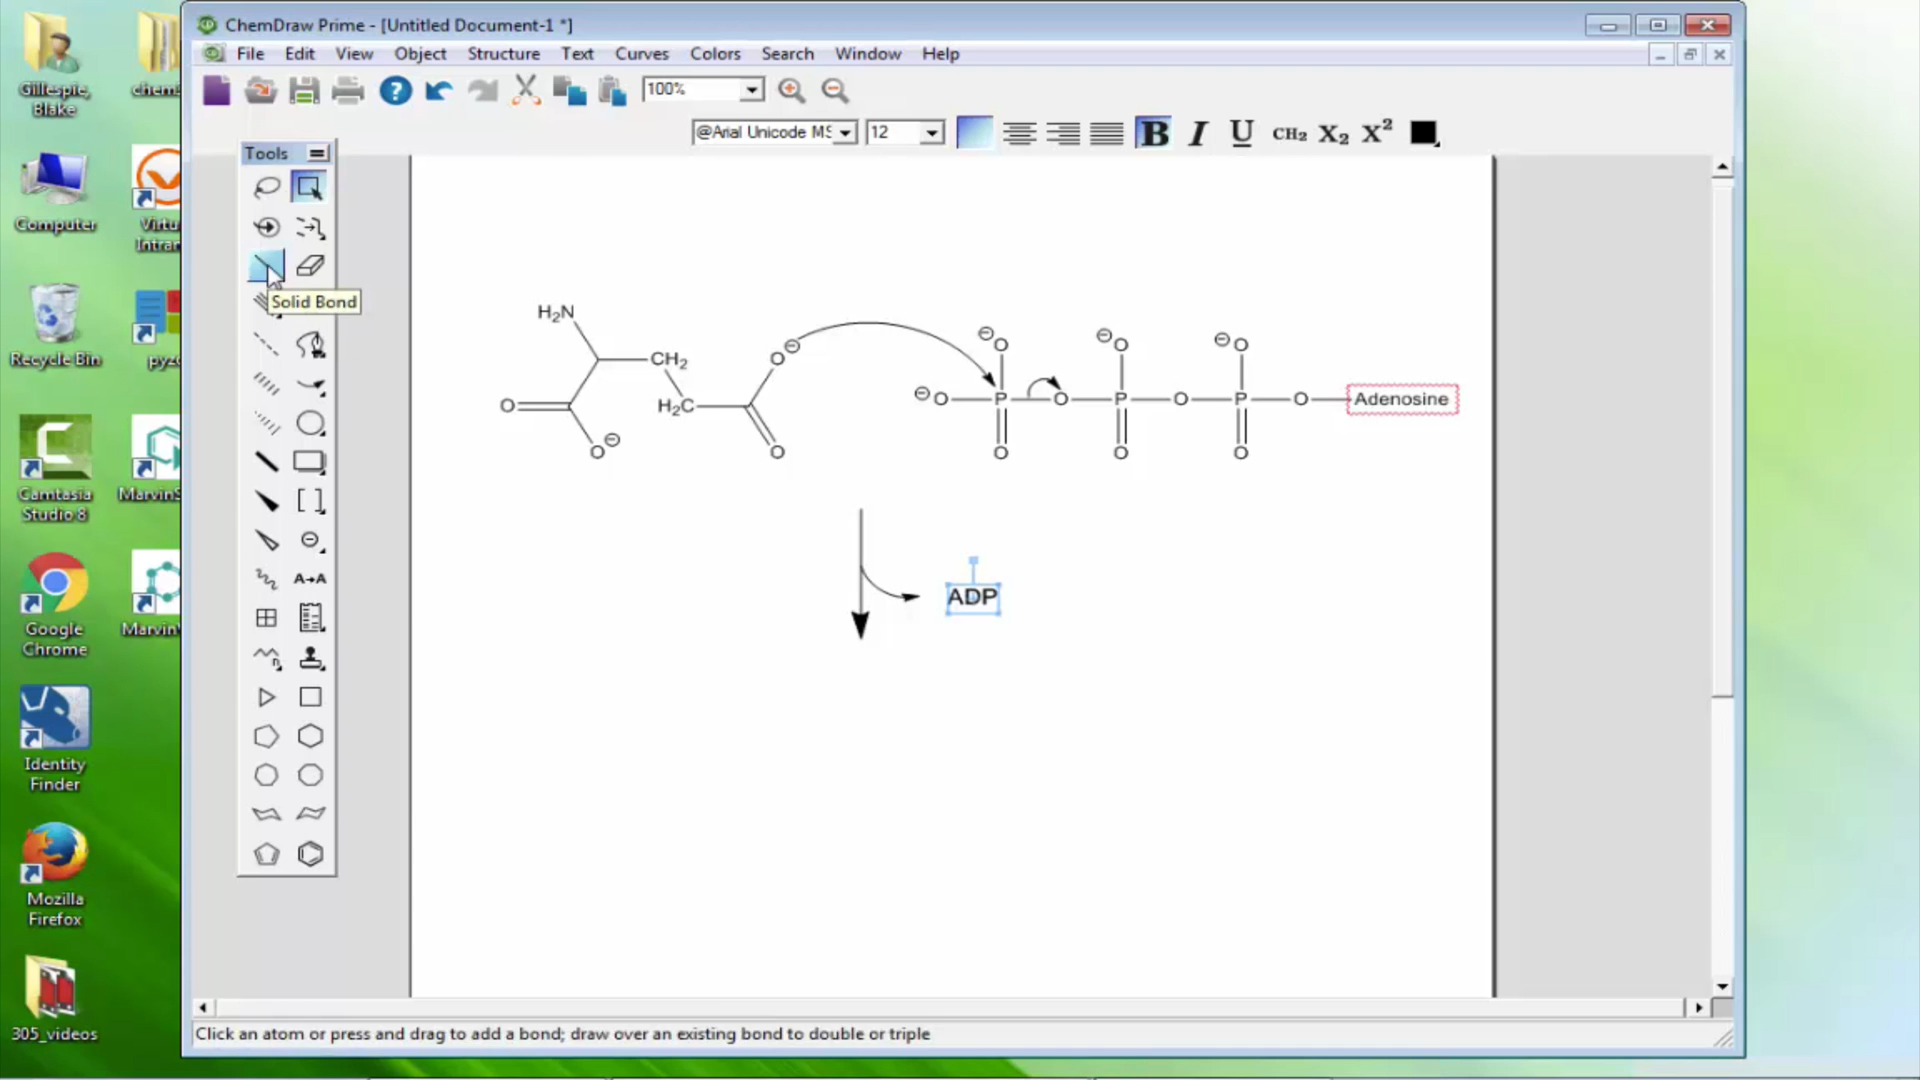 ChemDraw Prime - [Untitled Document-1 *]
File Edit View Object Structure Text Curves Colors Search Window Help
100%
@Arial Unicode MS 12 B I U CH2 X2 X2
Tools
Solid Bond
A→A
n
H2N
CH2
O
H2C
O
O
O
O O O
O P O P O P O Adenosine
O O O
ADP
Click an atom or press and drag to add a bond; draw over an existing bond to double or triple
Gillespie,
Blake
Computer
Recycle Bin
Camtasia
Studio 8
Google
Chrome
Identity
Finder
Mozilla
Firefox
305_videos